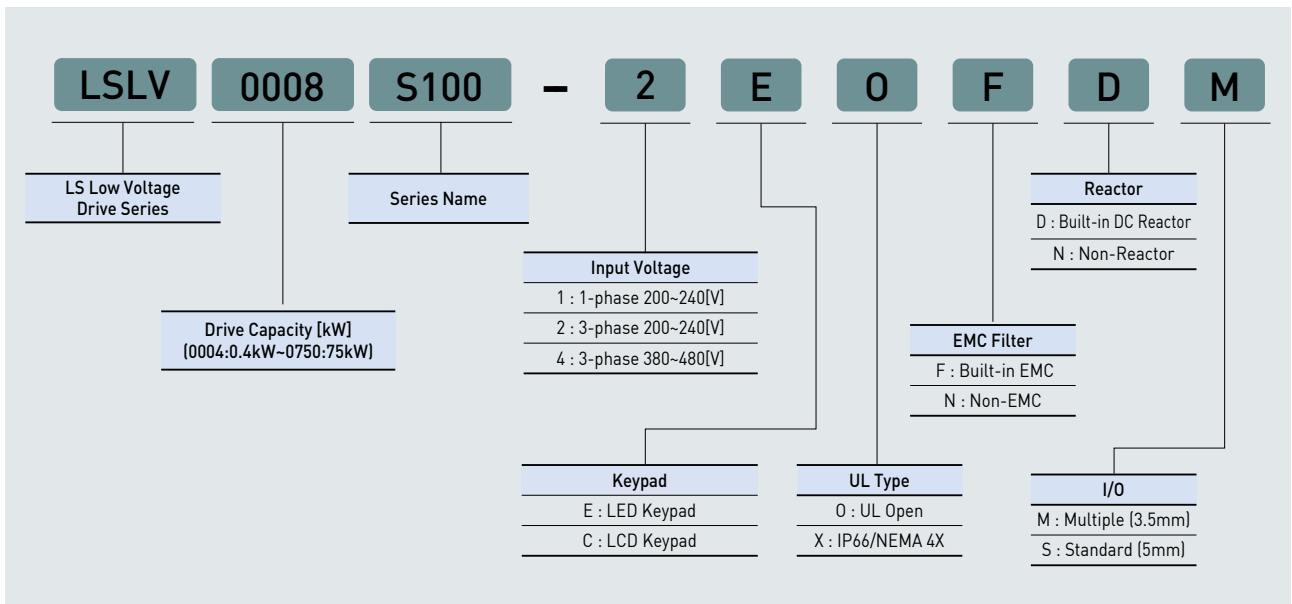 LSLV 0008 S100 - 2 E O F D M
LS Low Voltage
Drive Series
Drive Capacity [kW]
(0004:0.4kW~0750:75kW)
Series Name
Input Voltage
1 : 1-phase 200~240[V]
2 : 3-phase 200~240[V]
4 : 3-phase 380~480[V]
Keypad
E : LED Keypad
C : LCD Keypad
UL Type
O : UL Open
X : IP66/NEMA 4X
EMC Filter
F : Built-in EMC
N : Non-EMC
Reactor
D : Built-in DC Reactor
N : Non-Reactor
I/O
M : Multiple (3.5mm)
S : Standard (5mm)